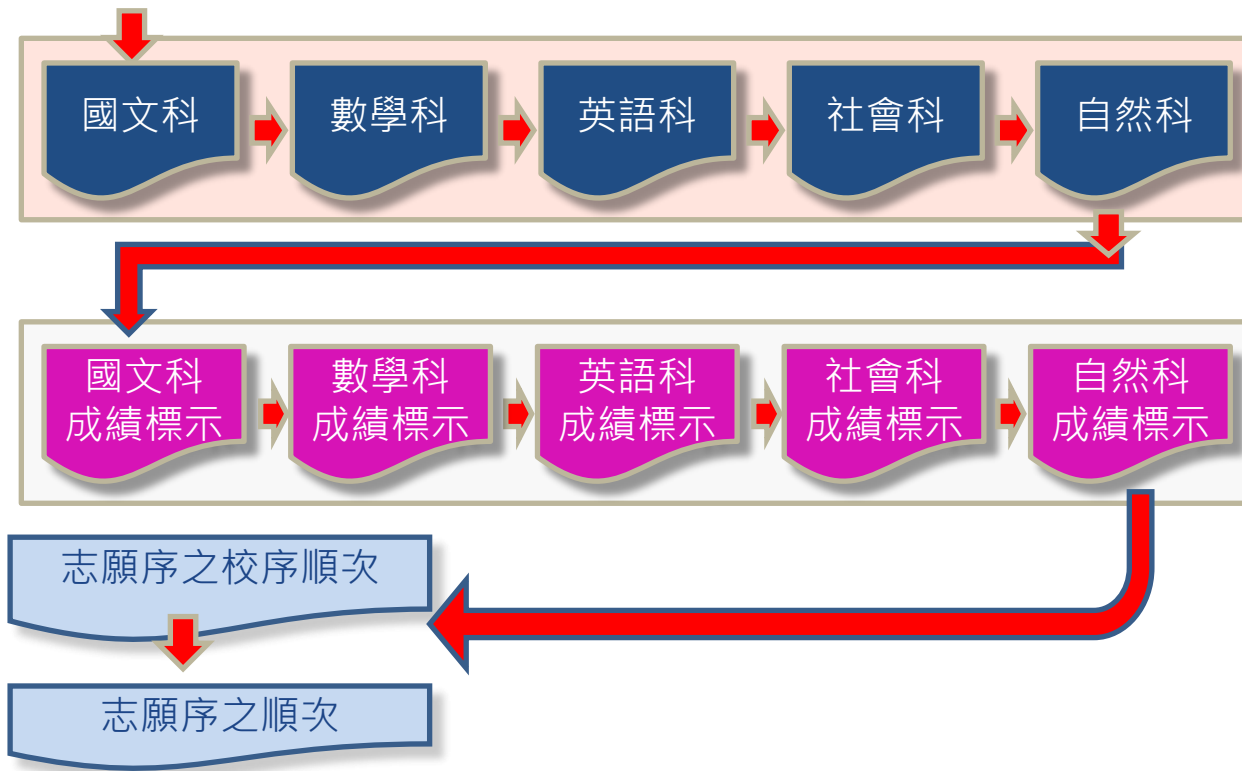 國文科
數學科
英語科
社會科
自然科
國文科
成績標示
數學科
成績標示
英語科
成績標示
社會科
成績標示
自然科
成績標示
志願序之校序順次
志願序之順次